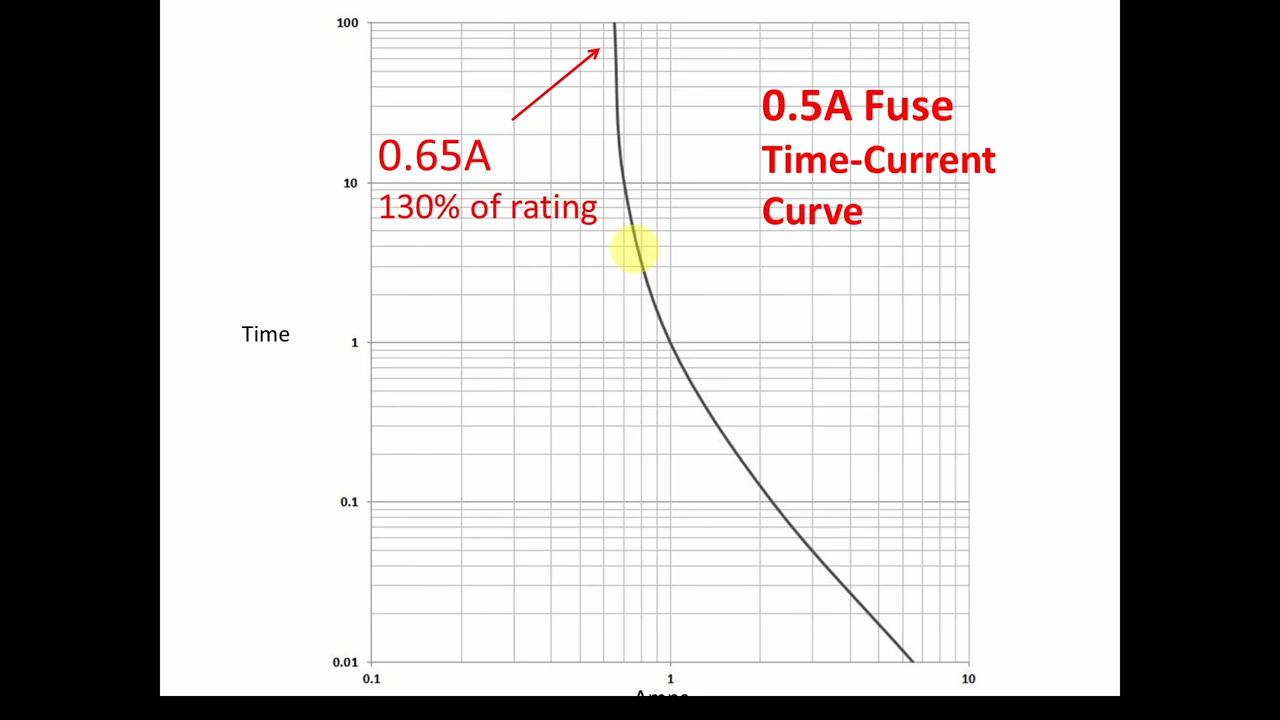 100
0.5A Fuse
Time-Current
Curve
0.65A
130% of rating
10
Time
1
0.1
0.01
0.1
1
10
Amps